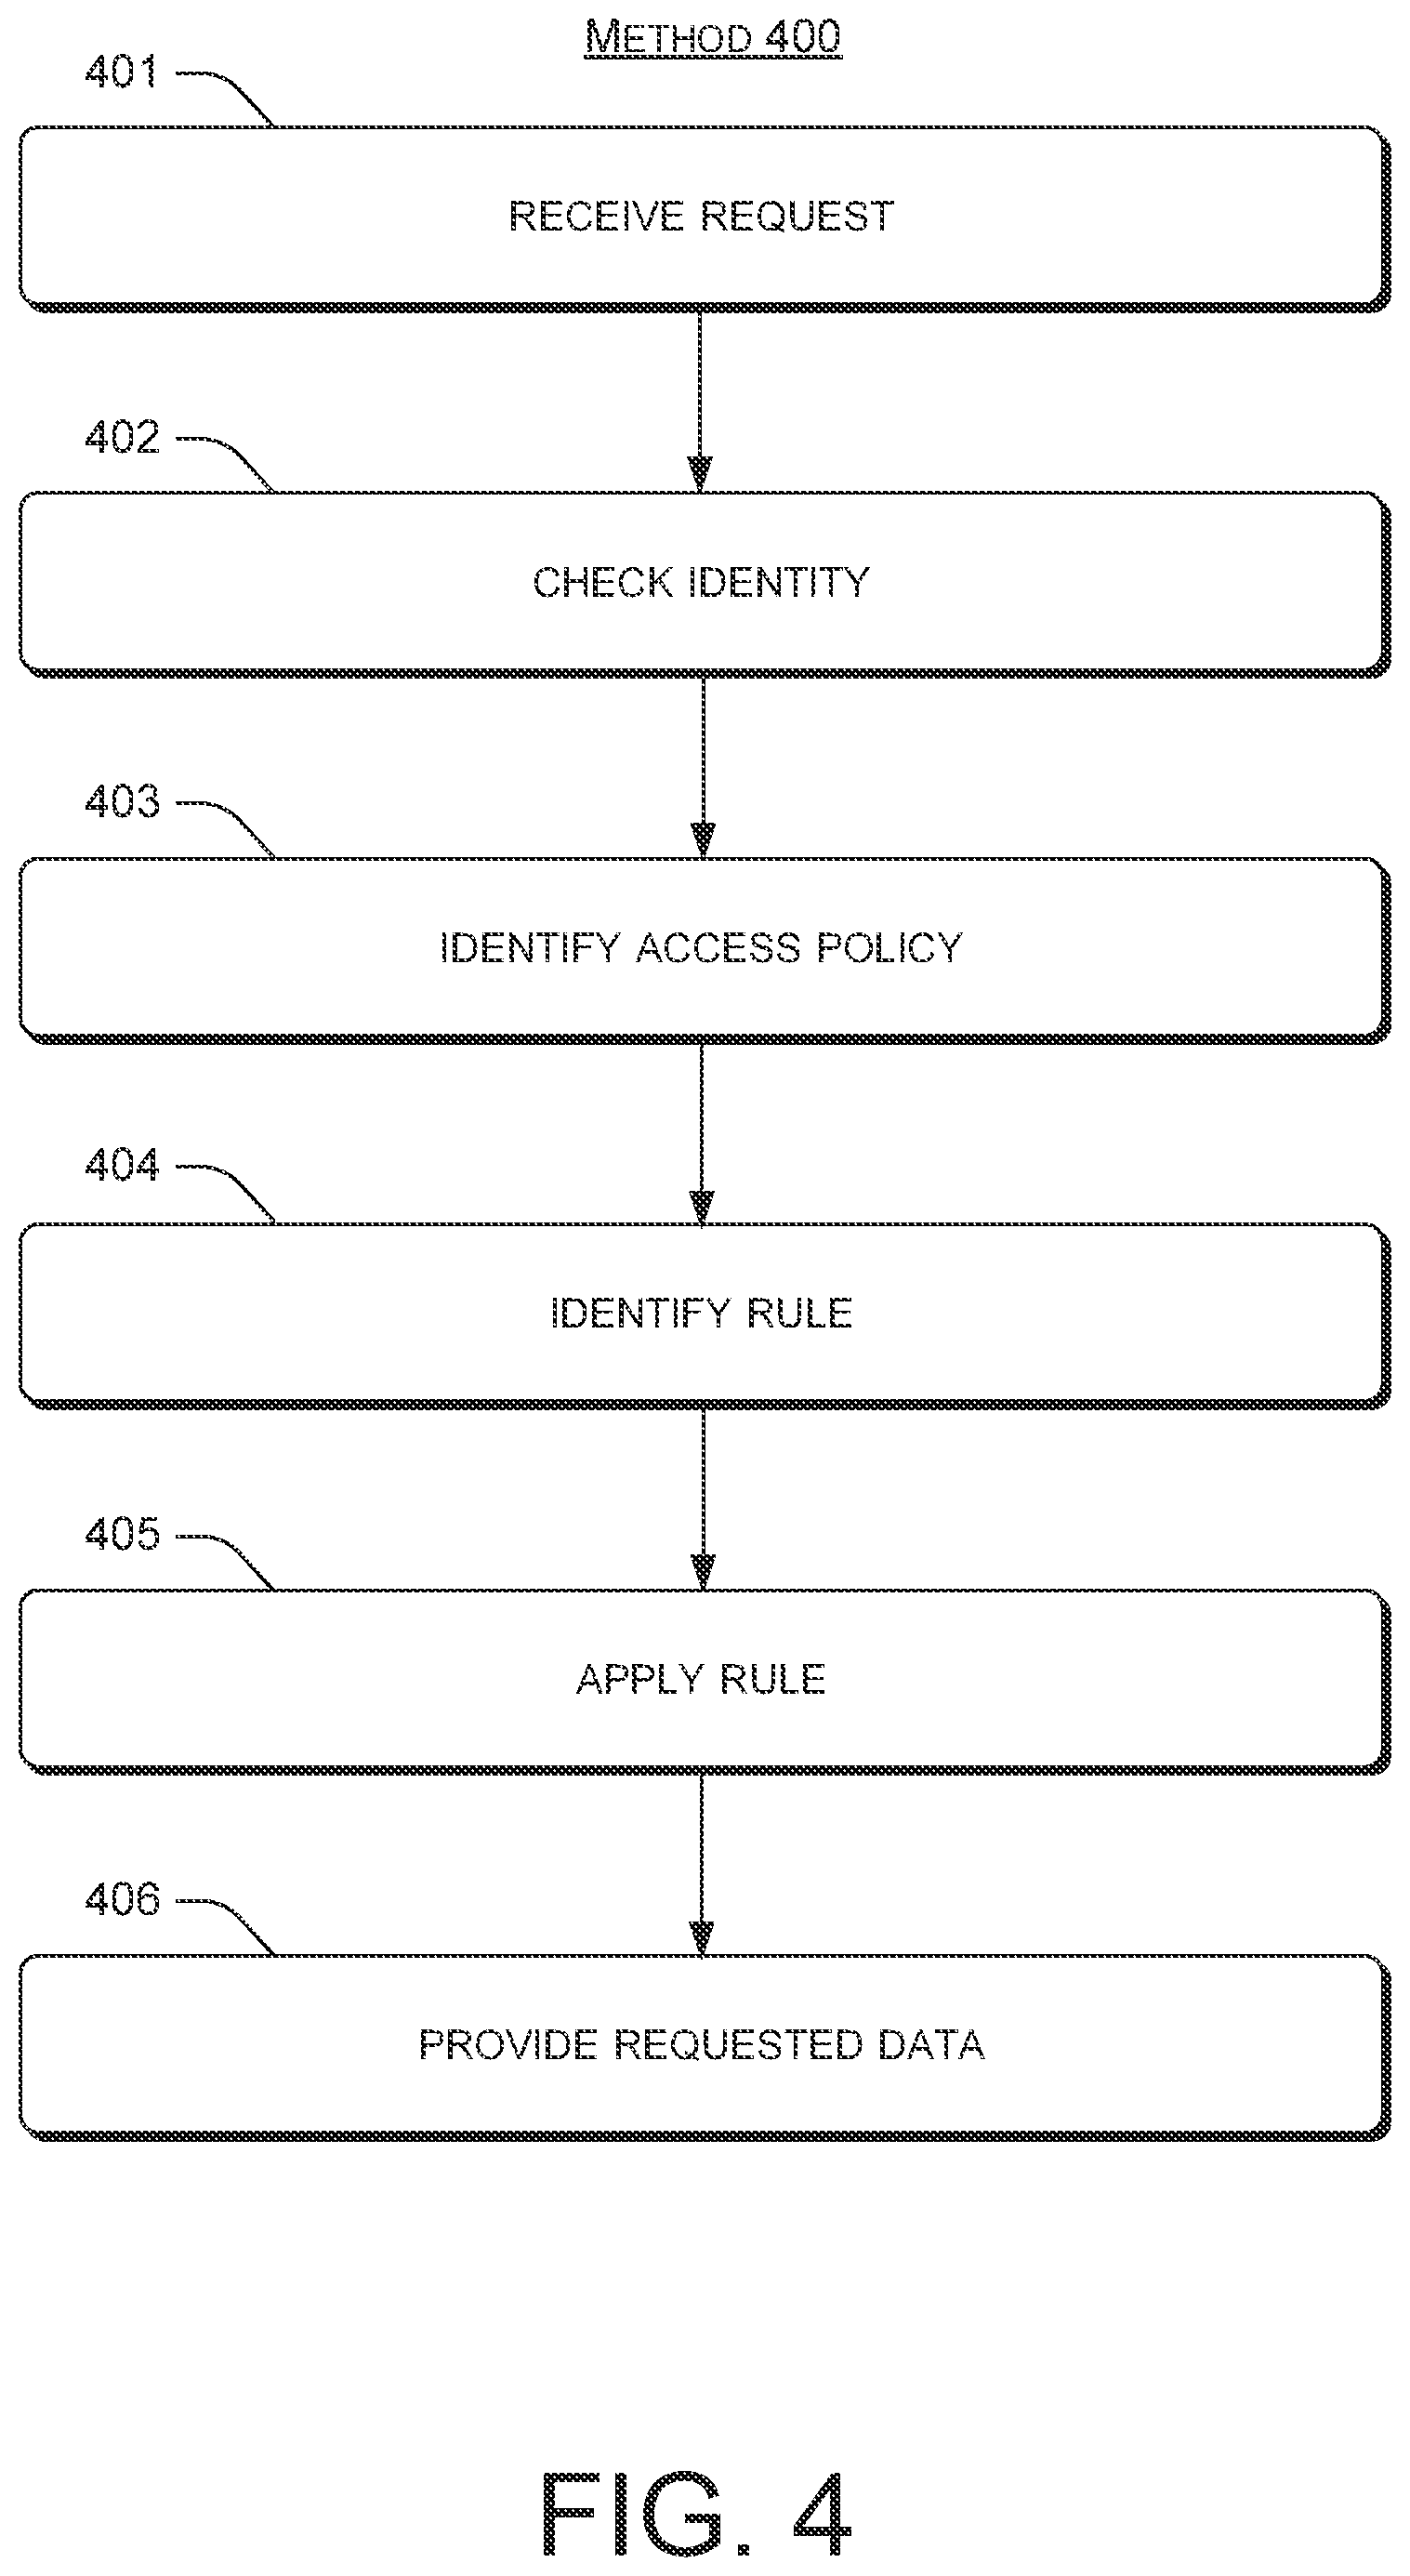 METHOD 400
401
RECEIVE REQUEST
402
CHECK IDENTITY
403
IDENTIFY ACCESS POLICY
404
IDENTIFY RULE
405
APPLY RULE
406
PROVIDE REQUESTED DATA
FIG. 4